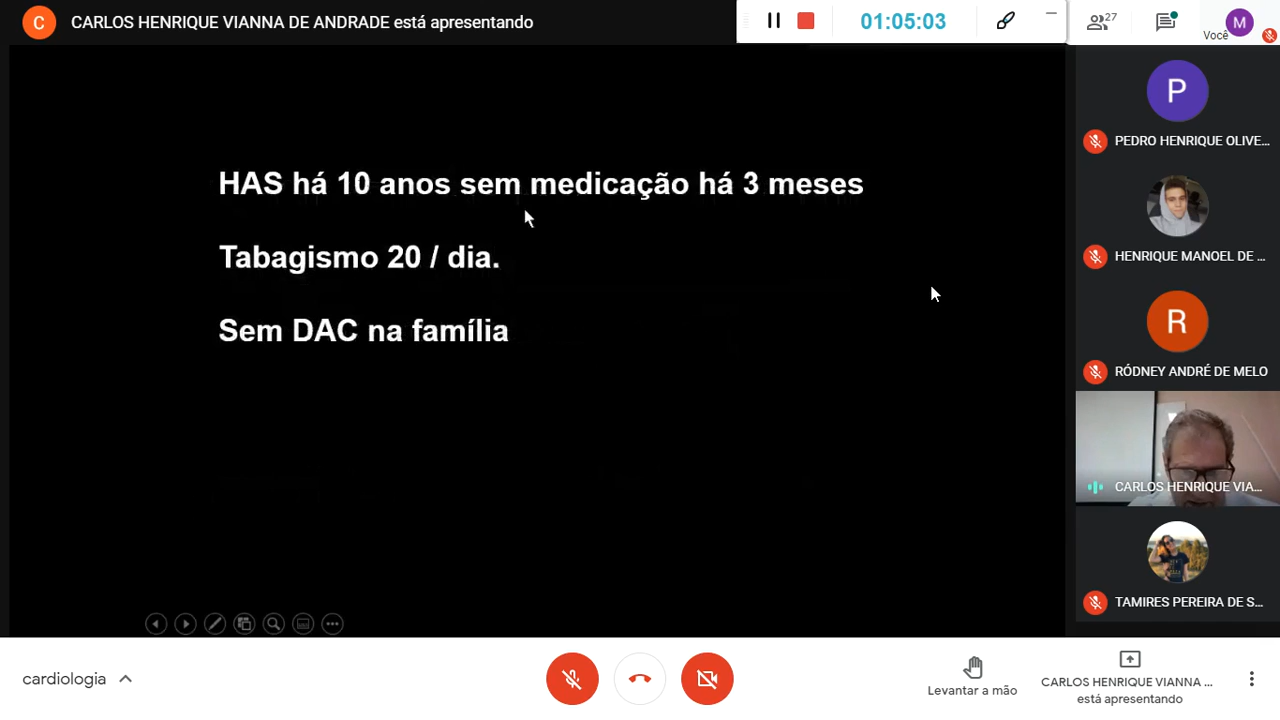 C
CARLOS HENRIQUE VIANNA DE ANDRADE está apresentando
01:05:03
27
Você
M
P
PEDRO HENRIQUE OLIVE...
HAS há 10 anos sem medicação há 3 meses
Tabagismo 20 / dia.
Sem DAC na família
HENRIQUE MANOEL DE ...
R
RÓDNEY ANDRÉ DE MELO
CARLOS HENRIQUE VIA...
TAMIRES PEREIRA DE S...
cardiologia
Levantar a mão
CARLOS HENRIQUE VIANNA ...
está apresentando